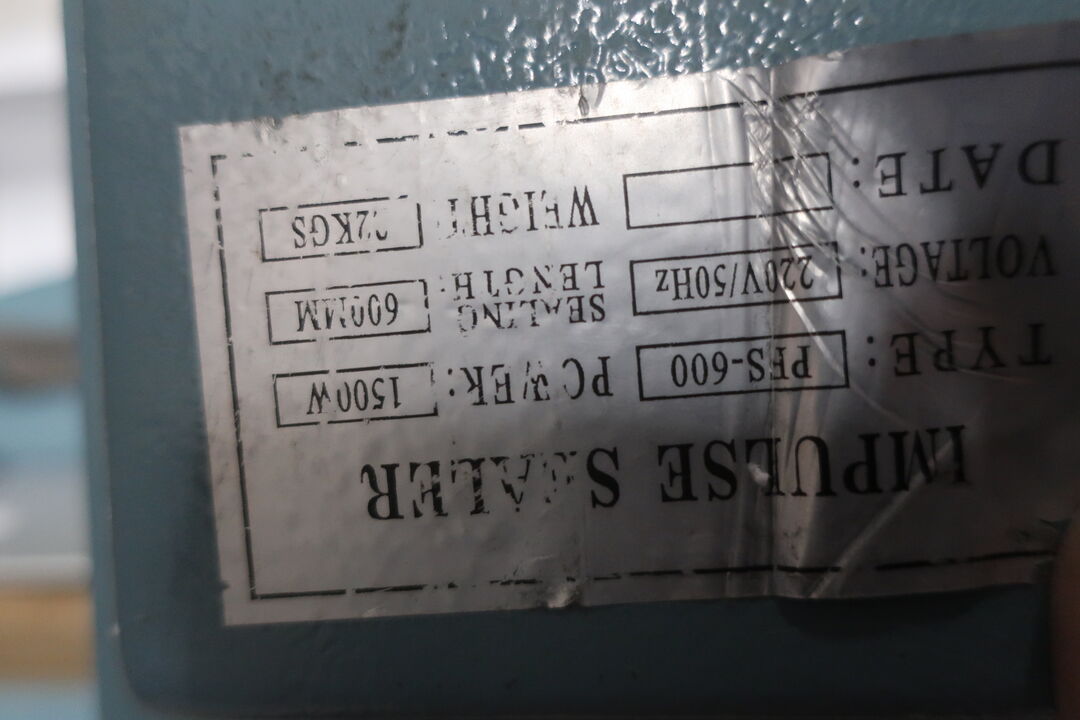 IMPULSE SEALER
TYPE: PFS-600 POWER: 1500W
VOLTAGE: 220V/50Hz SEALING LENGTH: 600MM
DATE: WEIGHT